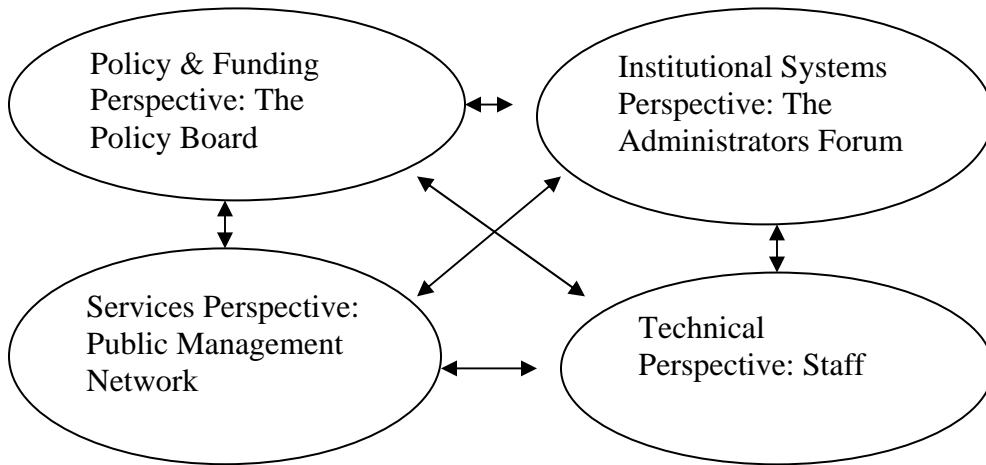 Policy & Funding
Perspective: The
Policy Board
Institutional Systems
Perspective: The
Administrators Forum
Services Perspective:
Public Management
Network
Technical
Perspective: Staff